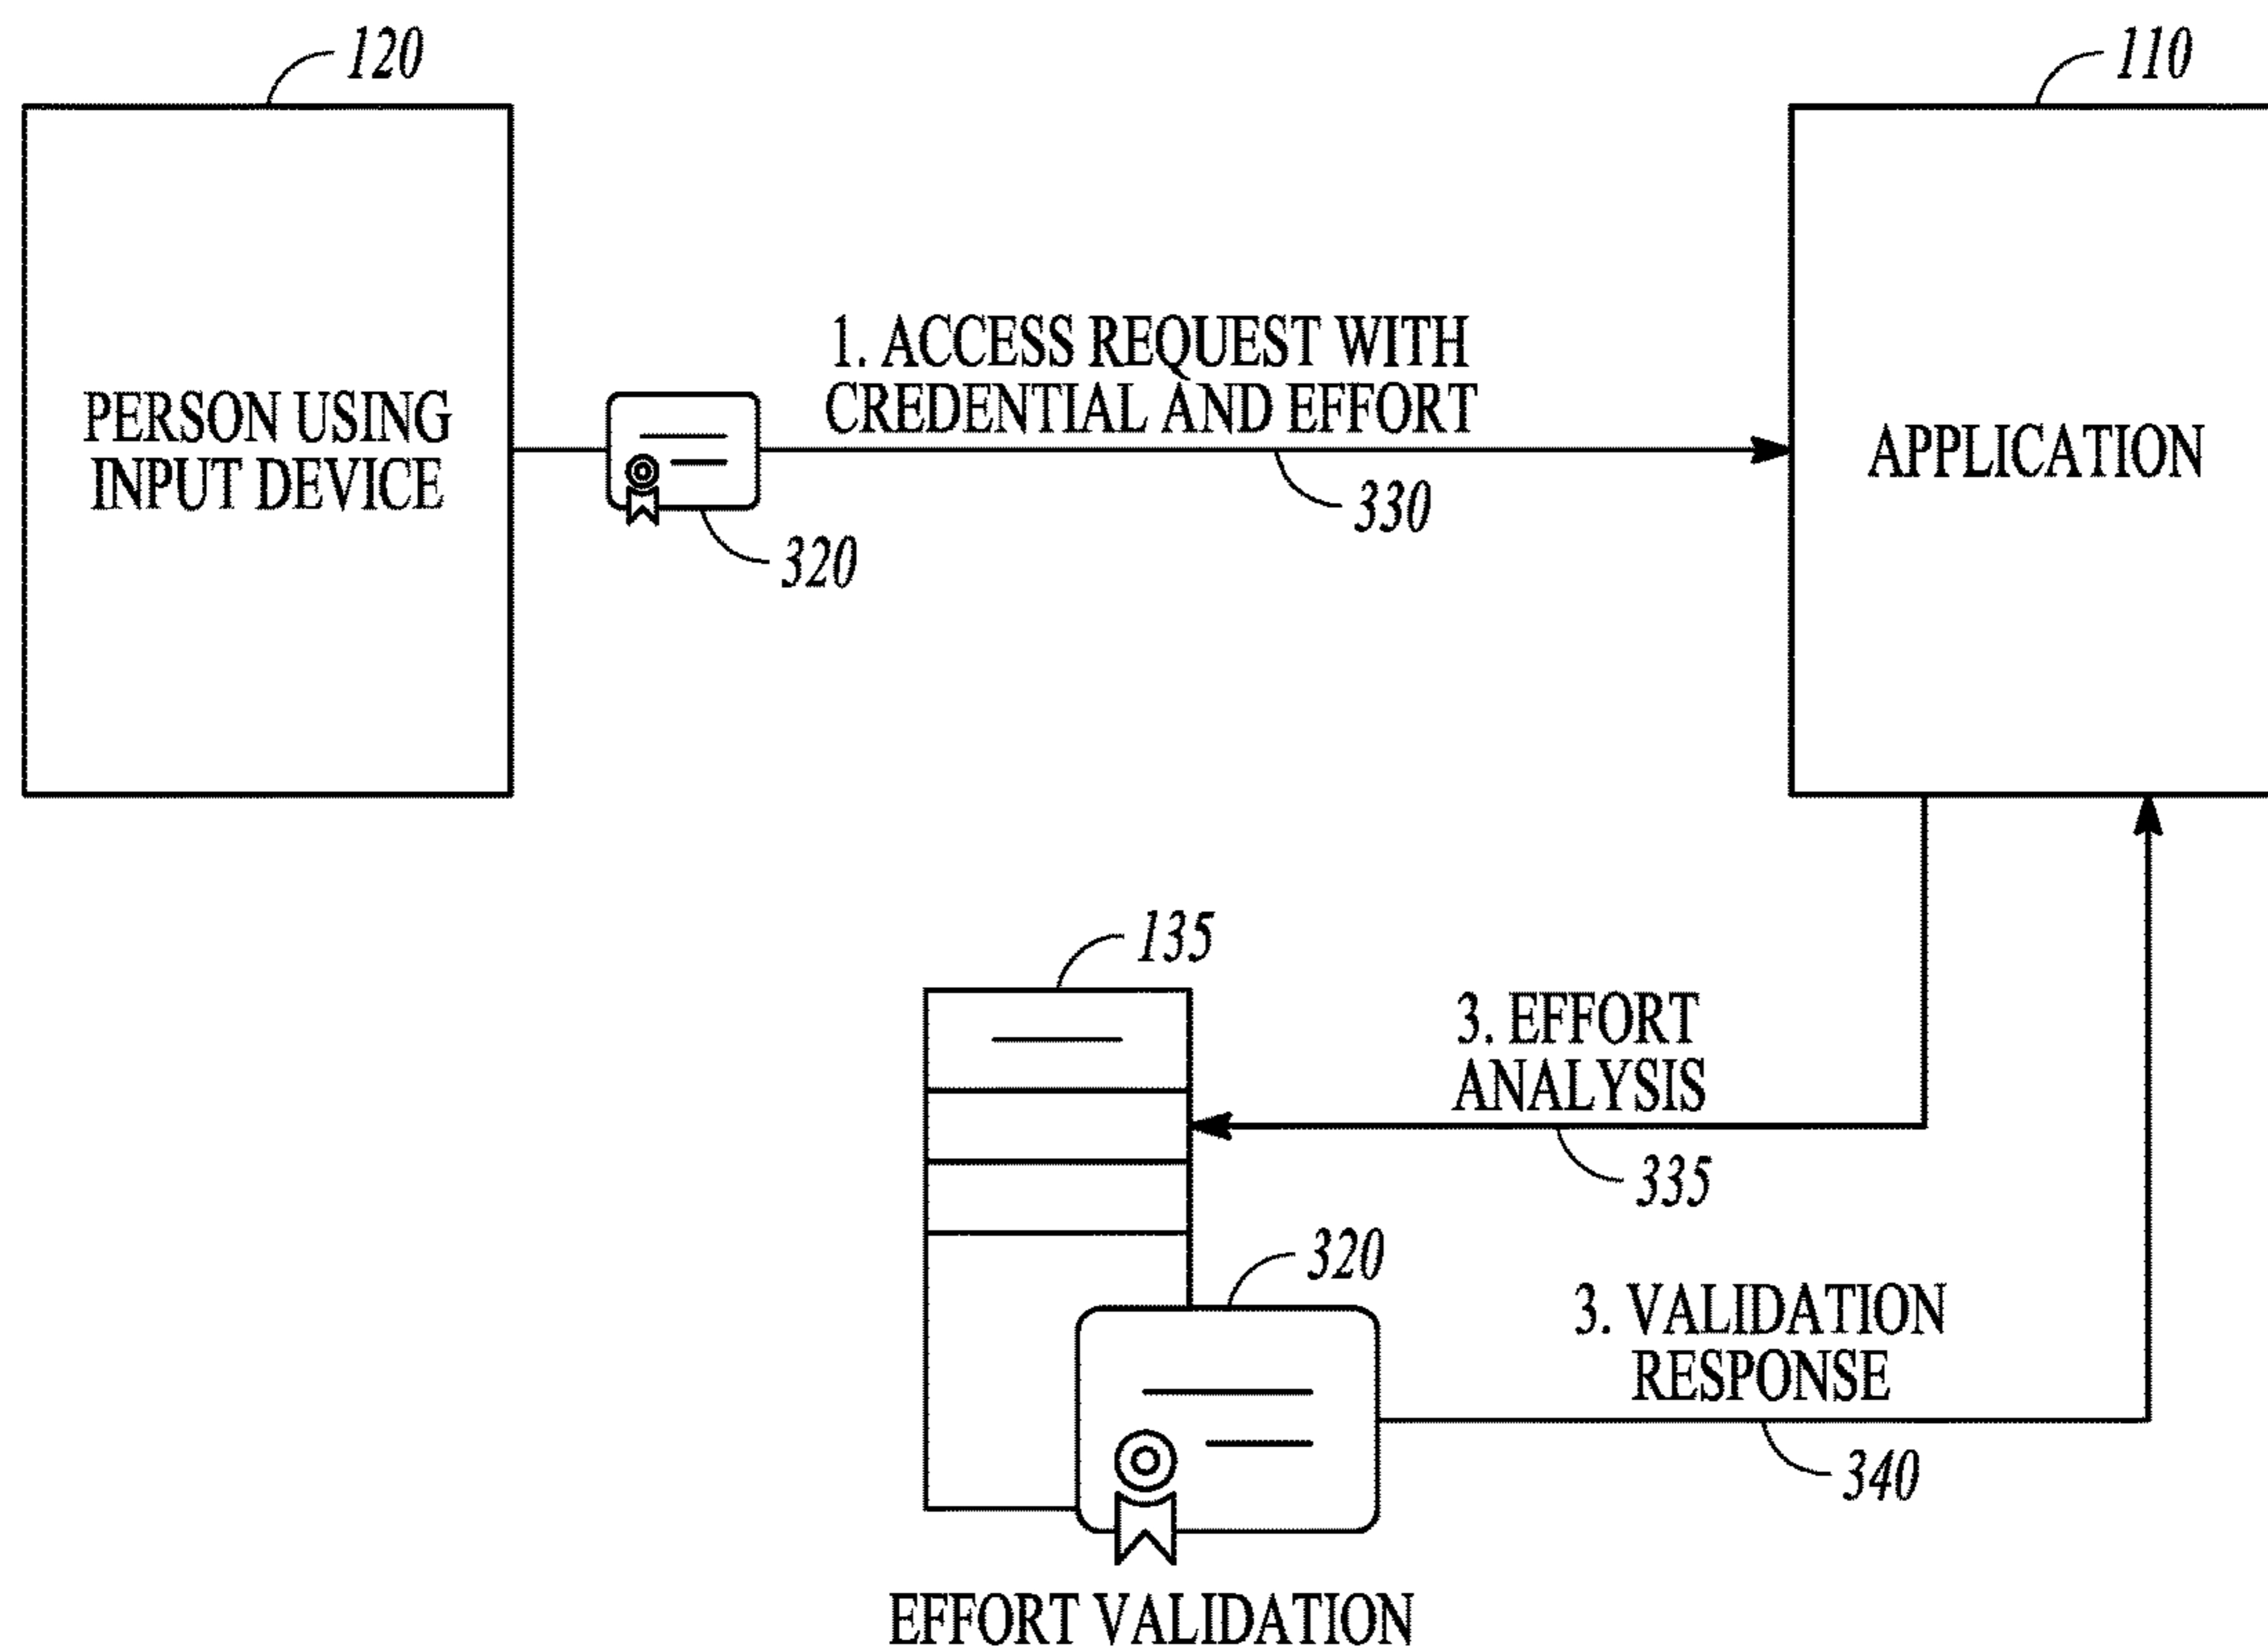 120
110
1. ACCESS REQUEST WITH
CREDENTIAL AND EFFORT
PERSON USING
INPUT DEVICE
APPLICATION
330
320
135
3. EFFORT
ANALYSIS
335
320
3. VALIDATION
RESPONSE
340
EFFORT VALIDATION